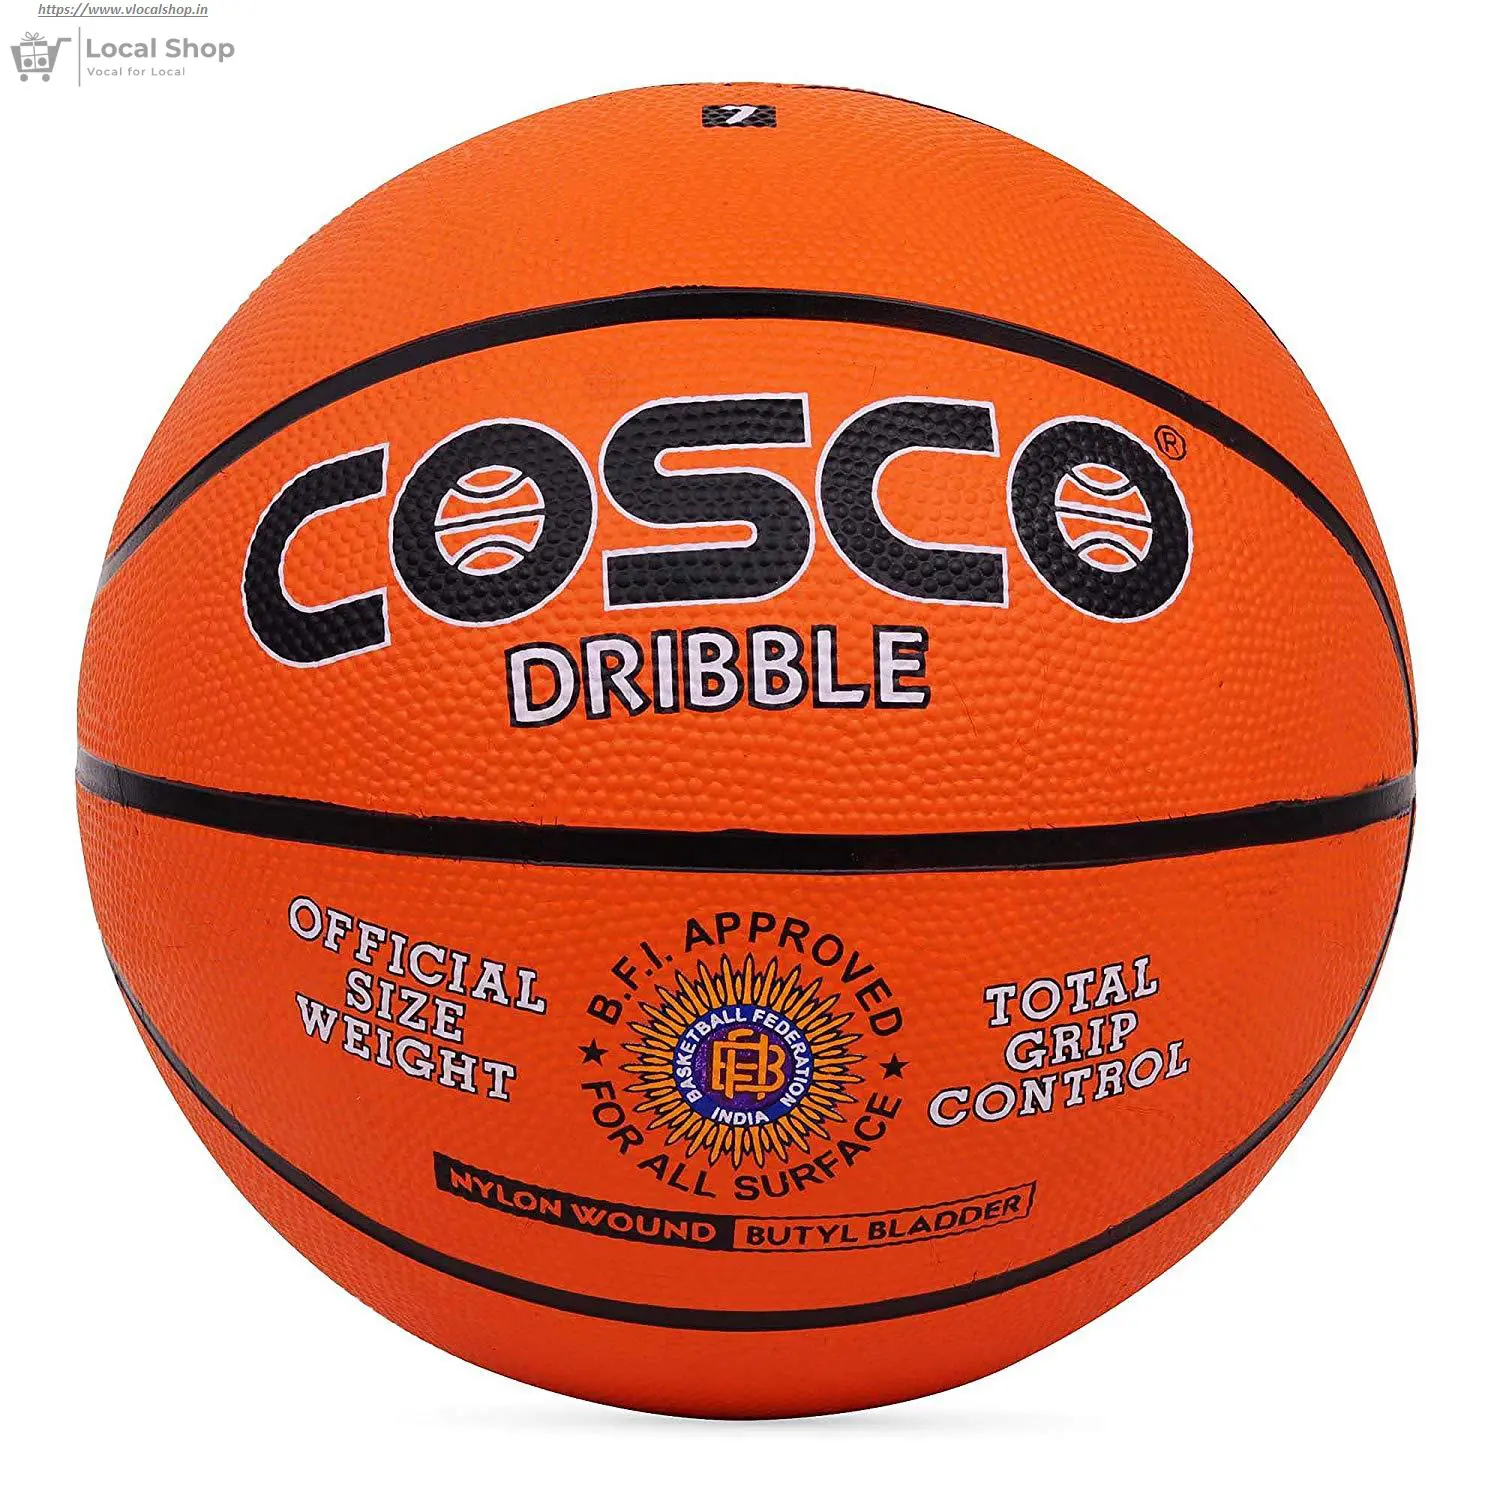 https://www.vlocalshop.in
Local Shop
Vocal for Local
7
COSCO®
DRIBBLE
OFFICIAL
SIZE
WEIGHT
B.F.I. APPROVED
BASKETBALL FEDERATION
BFI
INDIA
FOR ALL SURFACE
TOTAL
GRIP
CONTROL
NYLON WOUND BUTYL BLADDER